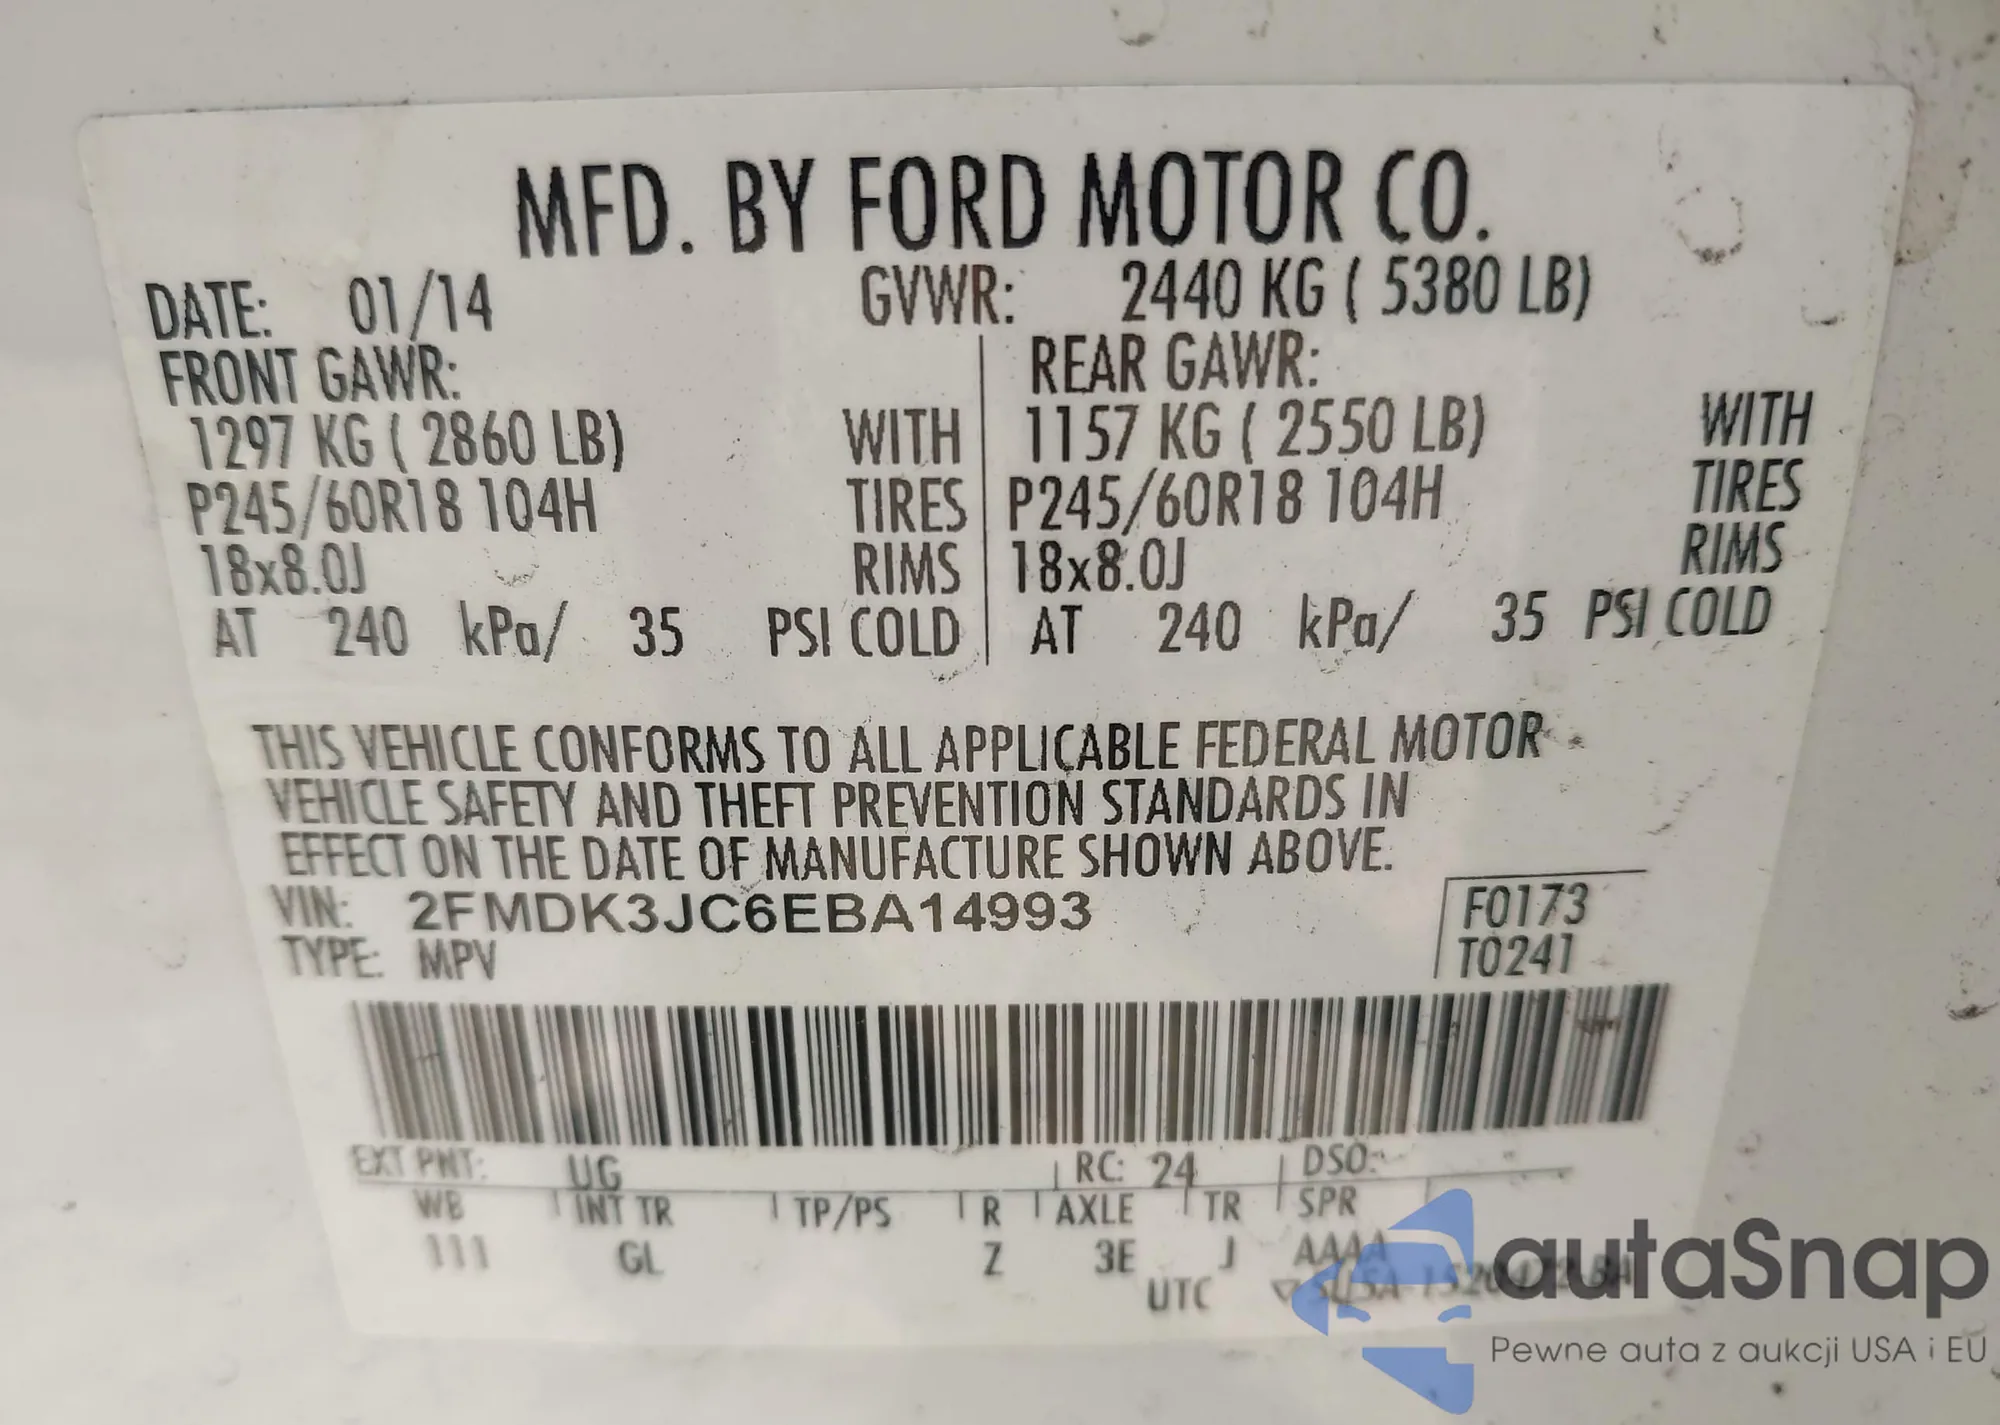 MFD. BY FORD MOTOR CO.
DATE: 01/14 GVWR: 2440 KG ( 5380 LB)
FRONT GAWR: REAR GAWR:
1297 KG ( 2860 LB) WITH 1157 KG ( 2550 LB) WITH
P245/60R18 104H TIRES P245/60R18 104H TIRES
18x8.0J RIMS 18x8.0J RIMS
AT 240 kPa/ 35 PSI COLD AT 240 kPa/ 35 PSI COLD
THIS VEHICLE CONFORMS TO ALL APPLICABLE FEDERAL MOTOR
VEHICLE SAFETY AND THEFT PREVENTION STANDARDS IN
EFFECT ON THE DATE OF MANUFACTURE SHOWN ABOVE.
VIN: 2FMDK3JC6EBA14993 F0173
TYPE: MPV T0241
EXT PNT: UG RC: 24 DSO:
WB INT TR TP/PS R AXLE TR SPR
111 GL Z 3E J AAAA
UTC
autaSnap
Pewne auta z aukcji USA i EU